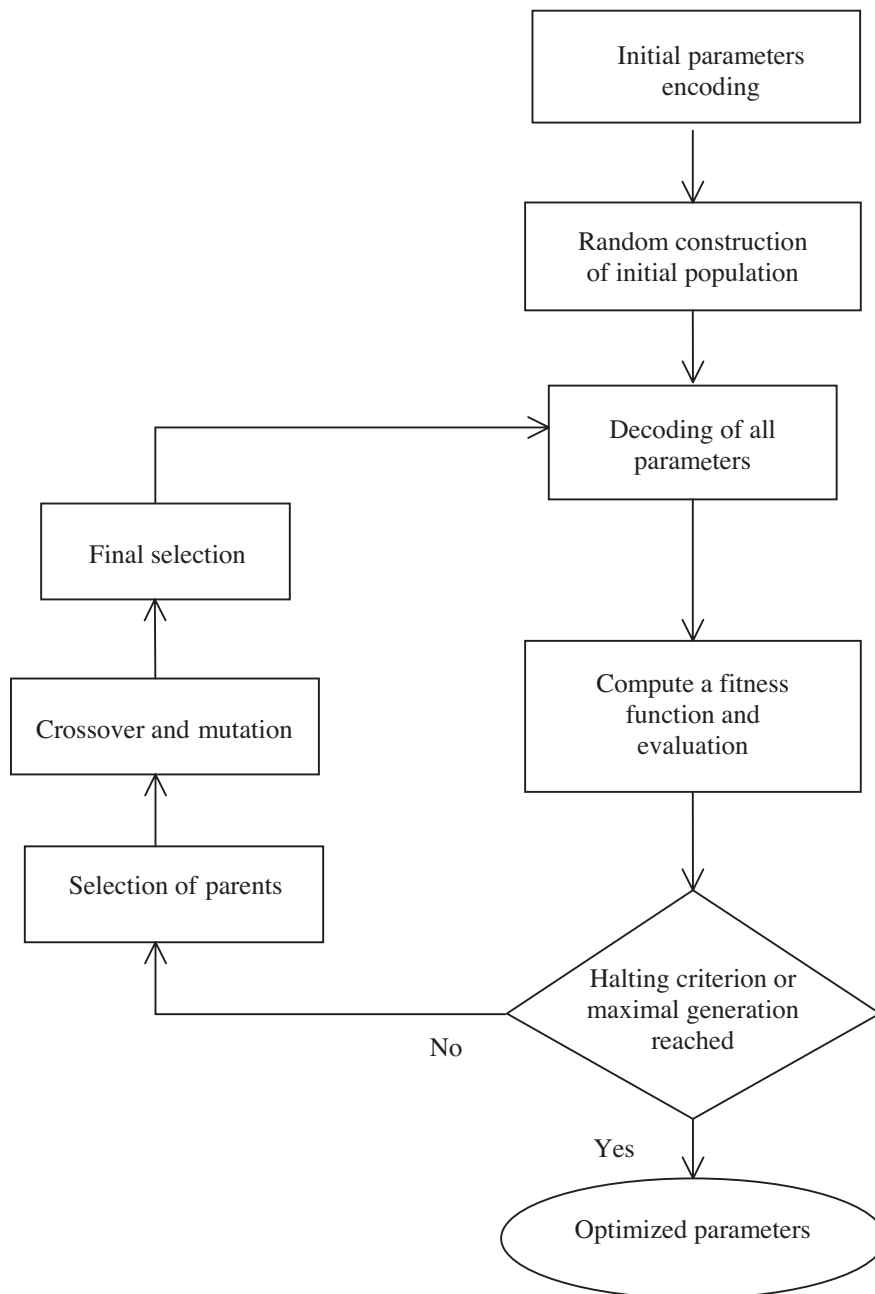 Initial parameters
encoding
Random construction
of initial population
Decoding of all
parameters
Final selection
Compute a fitness
function and
evaluation
Crossover and mutation
Selection of parents
Halting criterion or
maximal generation
reached
No
Yes
Optimized parameters